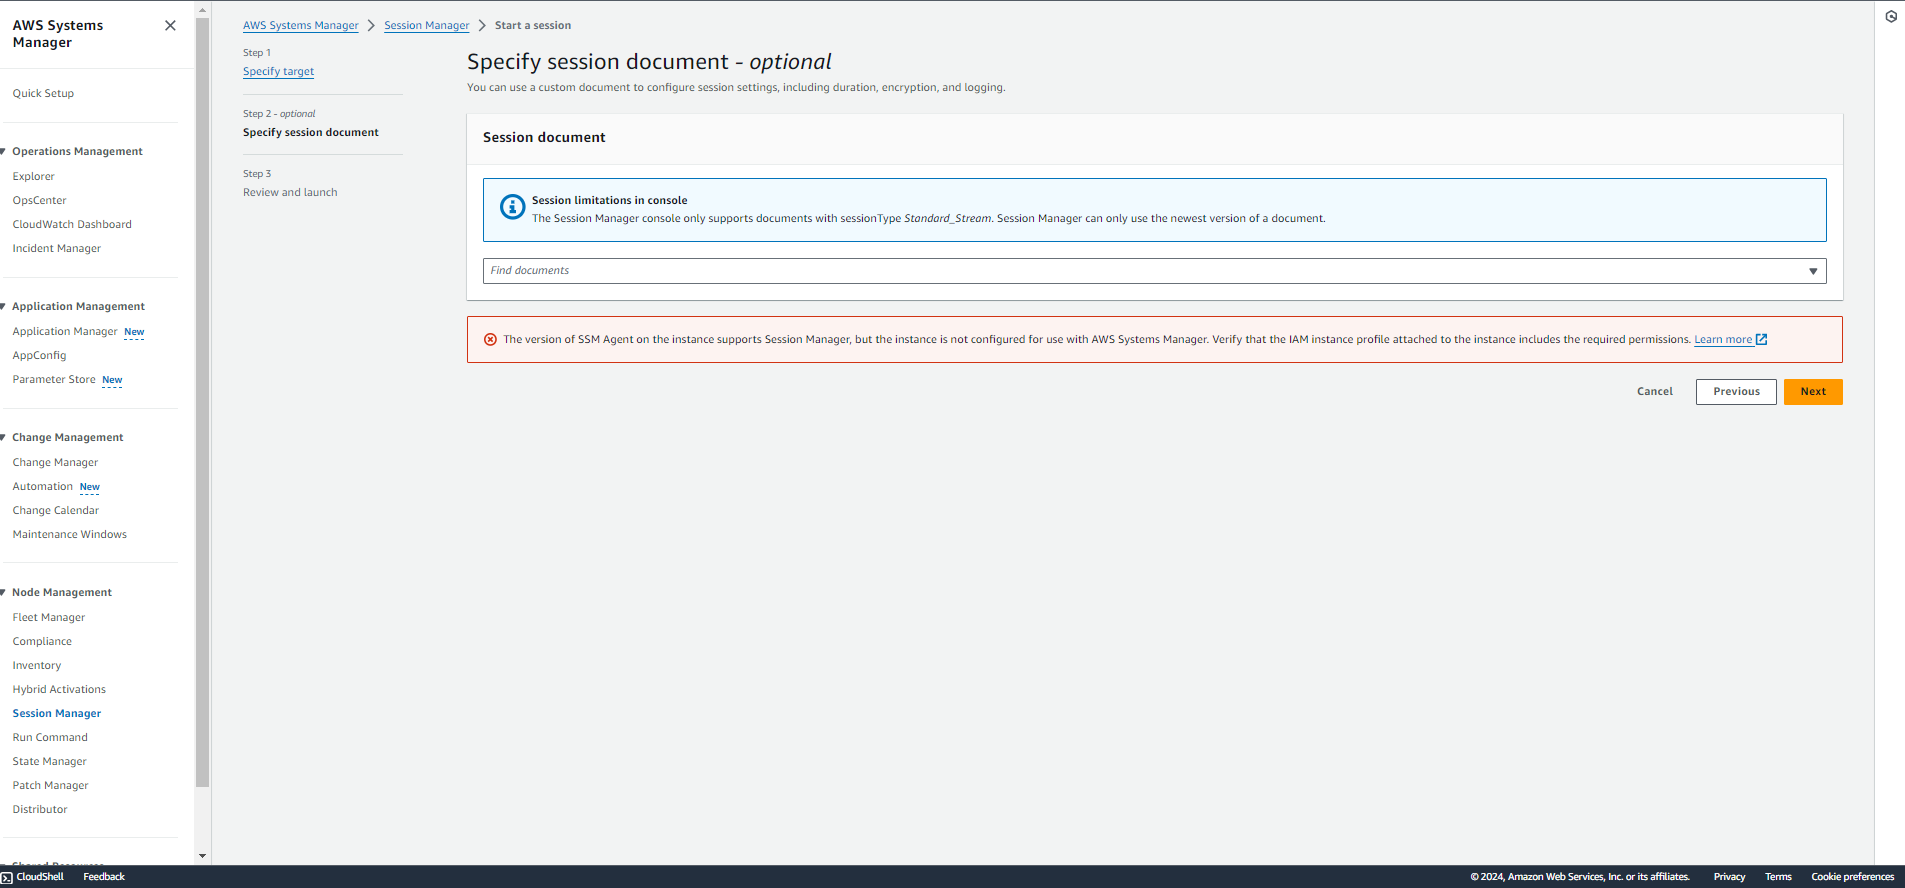 AWS Systems Manager
Quick Setup
Operations Management
Explorer
OpsCenter
CloudWatch Dashboard
Incident Manager
Application Management
Application Manager New
AppConfig
Parameter Store New
Change Management
Change Manager
Automation New
Change Calendar
Maintenance Windows
Node Management
Fleet Manager
Compliance
Inventory
Hybrid Activations
Session Manager
Run Command
State Manager
Patch Manager
Distributor
Shared Resources
AWS Systems Manager > Session Manager > Start a session
Step 1
Specify target
Step 2 - optional
Specify session document
Step 3
Review and launch
Specify session document - optional
You can use a custom document to configure session settings, including duration, encryption, and logging.
Session document
Session limitations in console
The Session Manager console only supports documents with sessionType Standard_Stream. Session Manager can only use the newest version of a document.
Find documents
The version of SSM Agent on the instance supports Session Manager, but the instance is not configured for use with AWS Systems Manager. Verify that the IAM instance profile attached to the instance includes the required permissions. Learn more
Cancel Previous Next
CloudShell Feedback © 2024, Amazon Web Services, Inc. or its affiliates. Privacy Terms Cookie preferences